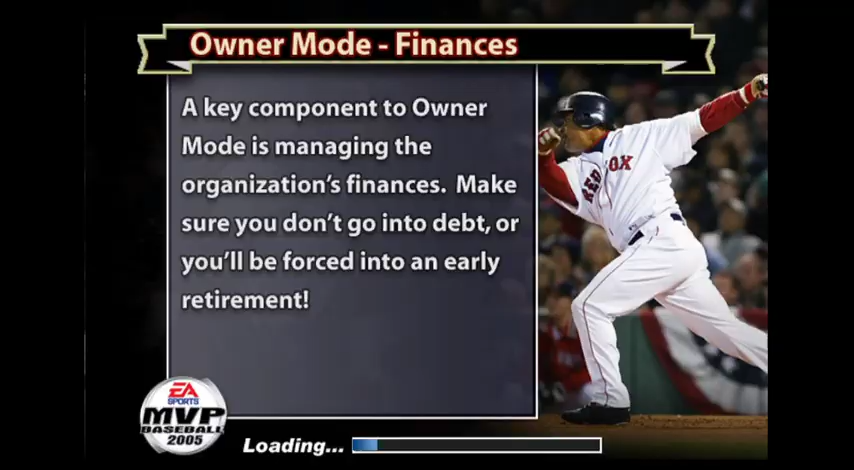 Owner Mode - Finances
A key component to Owner
Mode is managing the
organization's finances. Make
sure you don't go into debt, or
you'll be forced into an early
retirement!
RED SOX
EA
SPORTS
MVP
BASEBALL
2005
Loading...